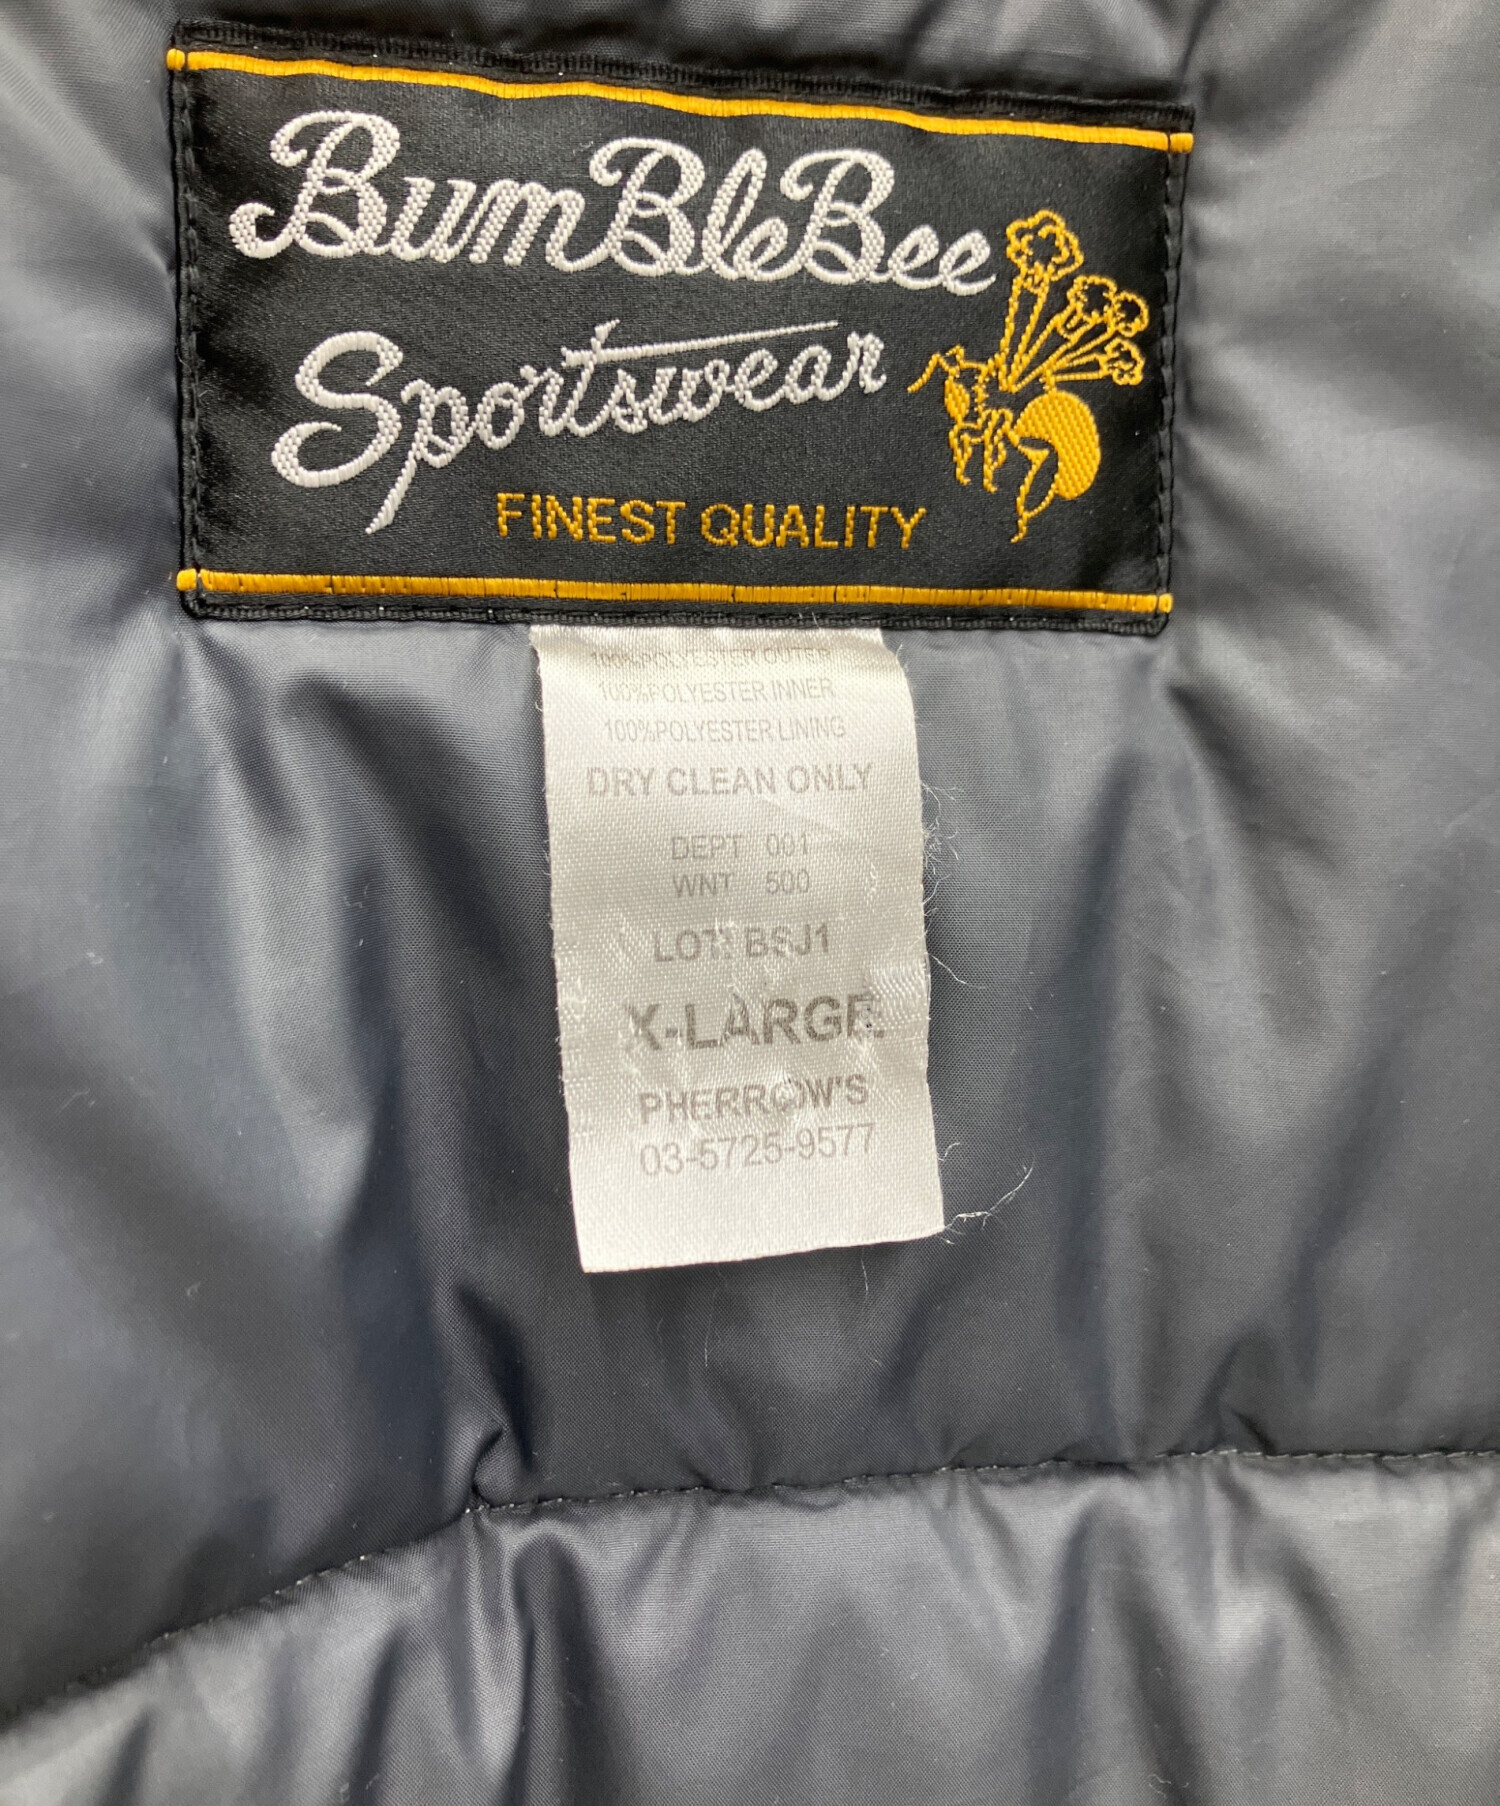 BumBleBee
Sportswear
FINEST QUALITY
100%POLYESTER OUTER
100%POLYESTER INNER
100%POLYESTER LINING
DRY CLEAN ONLY
DEPT 001
WNT 500
LOT: BSJ1
X-LARGE
PHERROW'S
03-5725-9577